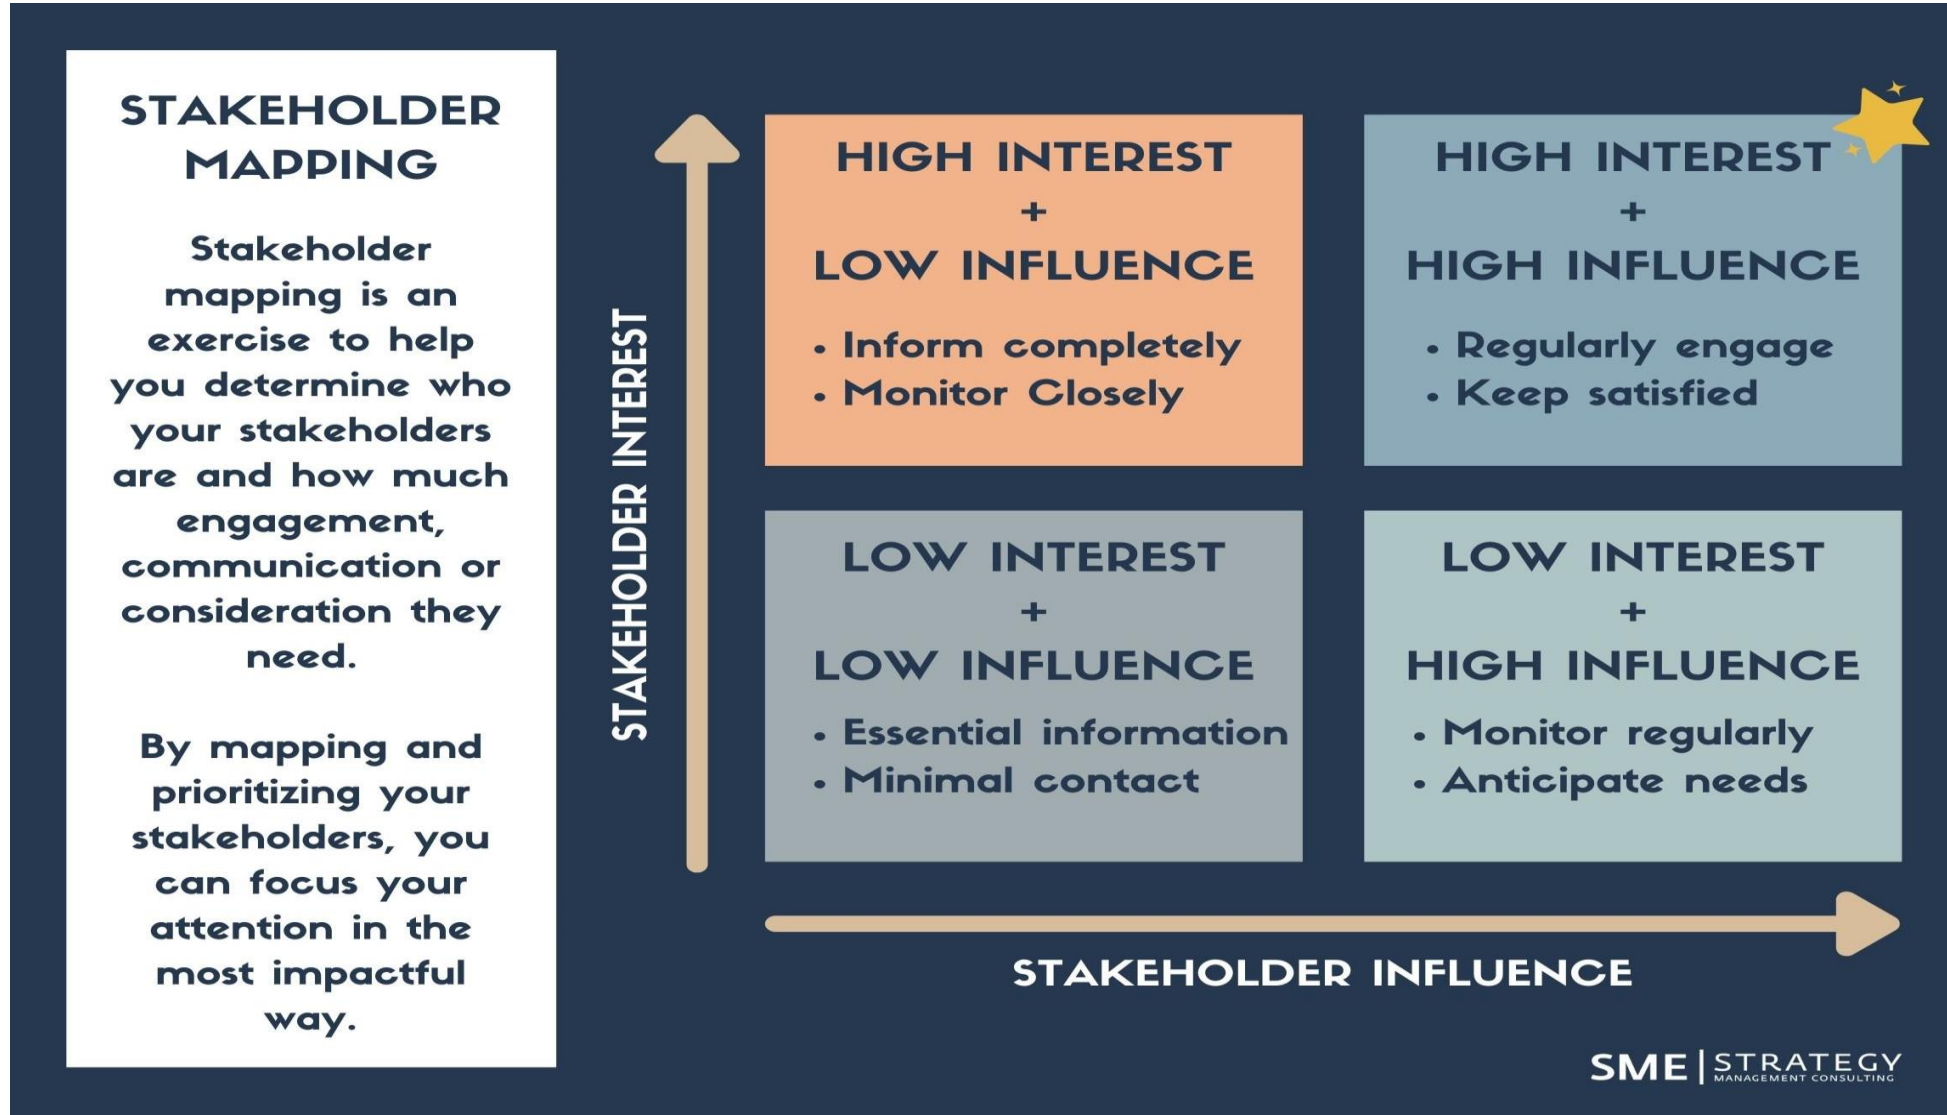 STAKEHOLDER
MAPPING
Stakeholder
mapping is an
exercise to help
you determine who
your stakeholders
are and how much
engagement,
communication or
consideration they
need.
By mapping and
prioritizing your
stakeholders, you
can focus your
attention in the
most impactful
way.
STAKEHOLDER INTEREST
HIGH INTEREST
+
LOW INFLUENCE
• Inform completely
• Monitor Closely
HIGH INTEREST
+
HIGH INFLUENCE
• Regularly engage
• Keep satisfied
LOW INTEREST
+
LOW INFLUENCE
• Essential information
• Minimal contact
LOW INTEREST
+
HIGH INFLUENCE
• Monitor regularly
• Anticipate needs
STAKEHOLDER INFLUENCE
SME | STRATEGY
MANAGEMENT CONSULTING